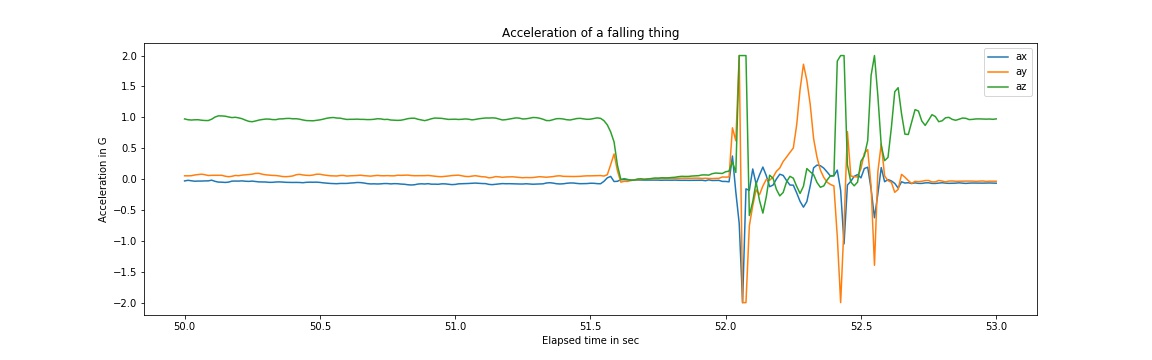 Acceleration of a falling thing
Accelleration in G
2.0
1.5
1.0
0.5
0.0
−0.5
−1.0
−1.5
−2.0
ax
ay
az
50.0 50.5 51.0 51.5 52.0 52.5 53.0
Elapsed time in sec